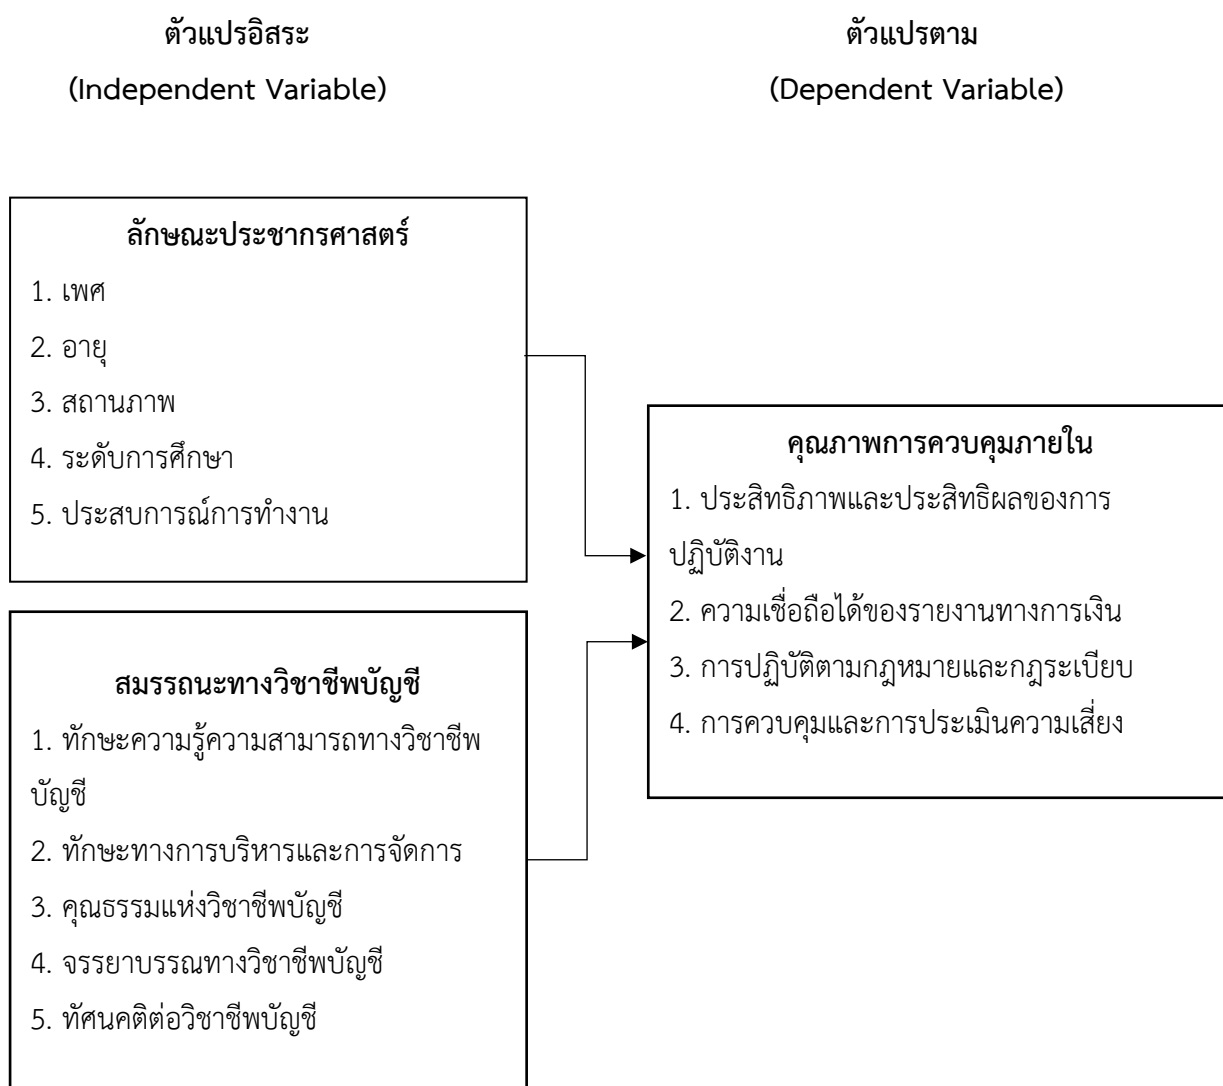 ตัวแปรอิสระ
(Independent Variable)
ตัวแปรตาม
(Dependent Variable)
ลักษณะประชากรศาสตร์
1. เพศ
2. อายุ
3. สถานภาพ
4. ระดับการศึกษา
5. ประสบการณ์การทำงาน
สมรรถนะทางวิชาชีพบัญชี
1. ทักษะความรู้ความสามารถทางวิชาชีพ
บัญชี
2. ทักษะทางการบริหารและการจัดการ
3. คุณธรรมแห่งวิชาชีพบัญชี
4. จรรยาบรรณทางวิชาชีพบัญชี
5. ทัศนคติต่อวิชาชีพบัญชี
คุณภาพการควบคุมภายใน
1. ประสิทธิภาพและประสิทธิผลของการ
ปฏิบัติงาน
2. ความเชื่อถือได้ของรายงานทางการเงิน
3. การปฏิบัติตามกฎหมายและกฎระเบียบ
4. การควบคุมและการประเมินความเสี่ยง